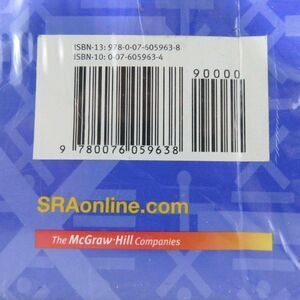 ISBN-13: 978-0-07-605963-8
ISBN-10: 0-07-605963-4
90000
9 780076 059638
SRAonline.com
The McGraw·Hill Companies